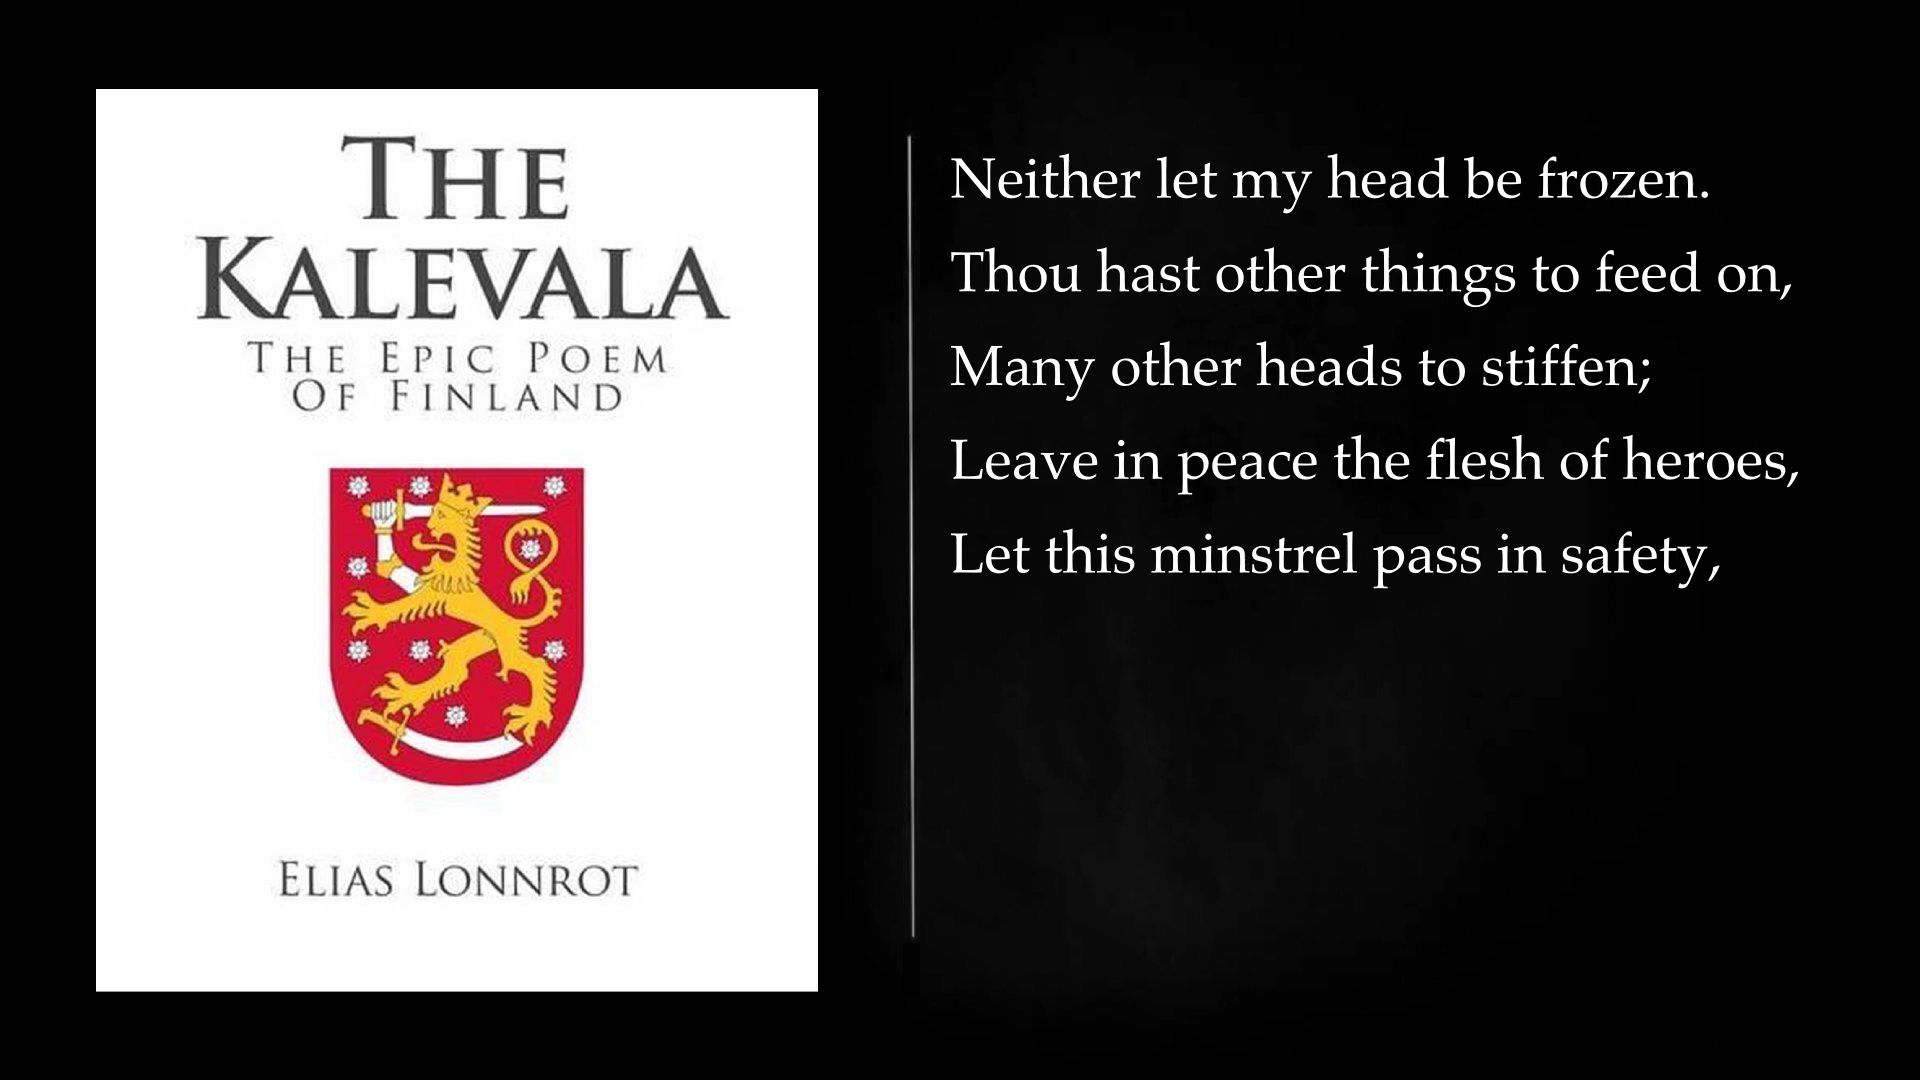 THE
KALEVALA
THE EPIC POEM
OF FINLAND
ELIAS LONNROT
Neither let my head be frozen.
Thou hast other things to feed on,
Many other heads to stiffen;
Leave in peace the flesh of heroes,
Let this minstrel pass in safety,